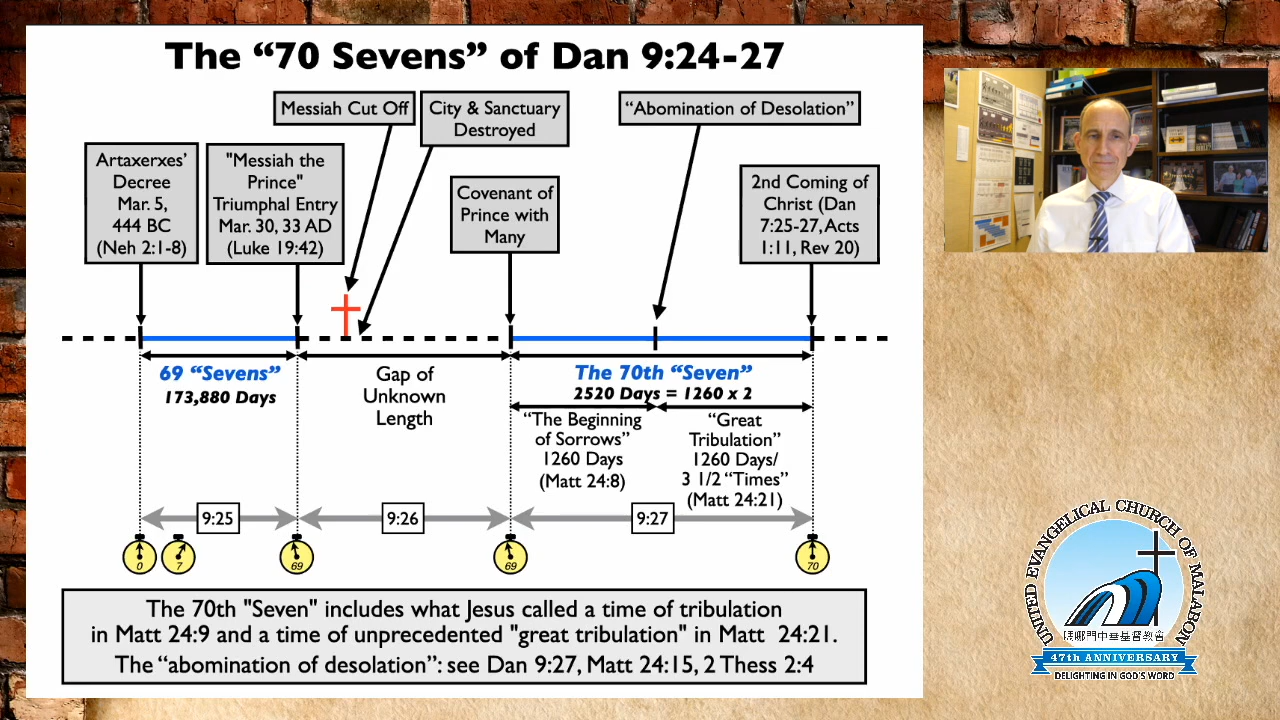 The “70 Sevens” of Dan 9:24-27
Messiah Cut Off
City & Sanctuary
Destroyed
“Abomination of Desolation”
Artaxerxes’
Decree
Mar. 5,
444 BC
(Neh 2:1-8)
"Messiah the
Prince"
Triumphal Entry
Mar. 30, 33 AD
(Luke 19:42)
Covenant of
Prince with
Many
2nd Coming of
Christ (Dan
7:25-27, Acts
1:11, Rev 20)
69 “Sevens”
173,880 Days
Gap of
Unknown
Length
The 70th “Seven”
2520 Days = 1260 x 2
“The Beginning
of Sorrows”
1260 Days
(Matt 24:8)
“Great
Tribulation”
1260 Days/
3 1/2 “Times”
(Matt 24:21)
9:25
9:26
9:27
0
7
69
69
70
The 70th "Seven" includes what Jesus called a time of tribulation
in Matt 24:9 and a time of unprecedented "great tribulation" in Matt 24:21.
The “abomination of desolation”: see Dan 9:27, Matt 24:15, 2 Thess 2:4
UNITED EVANGELICAL CHURCH OF MALABON
中華基督教會
47th ANNIVERSARY
DELIGHTING IN GOD'S WORD